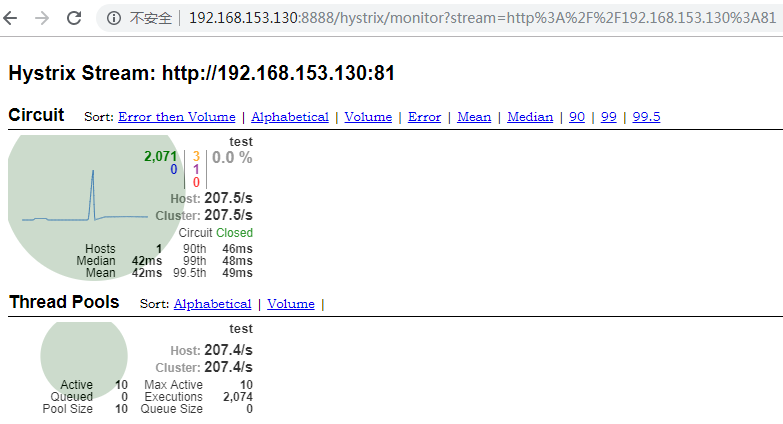 不安全 | 192.168.153.130:8888/hystrix/monitor?stream=http%3A%2F%2F192.168.153.130%3A81
Hystrix Stream: http://192.168.153.130:81
Circuit Sort: Error then Volume | Alphabetical | Volume | Error | Mean | Median | 90 | 99 | 99.5
test
2,071 3 0.0 %
0 1
0
Host: 207.5/s
Cluster: 207.5/s
Circuit Closed
Hosts 1 90th 46ms
Median 42ms 99th 48ms
Mean 42ms 99.5th 49ms
Thread Pools Sort: Alphabetical | Volume |
test
Host: 207.4/s
Cluster: 207.4/s
Active 10 Max Active 10
Queued 0 Executions 2,074
Pool Size 10 Queue Size 0